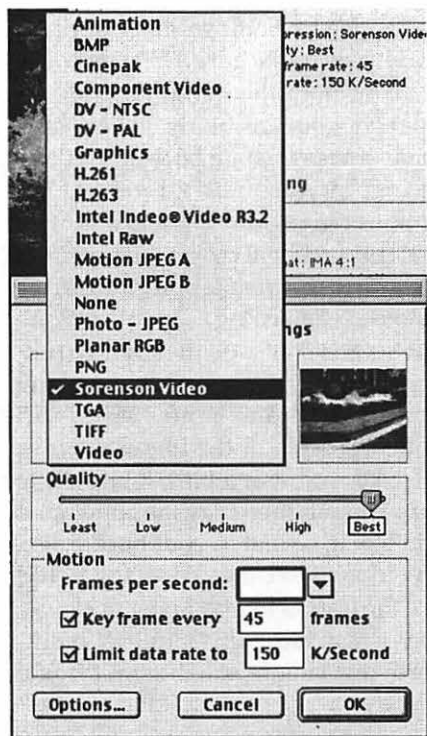 Animation
BMP
Cinepak
Component Video
DV - NTSC
DV - PAL
Graphics
H.261
H.263
Intel Indeo® Video R3.2
Intel Raw
Motion JPEG A
Motion JPEG B
None
Photo - JPEG
Planar RGB
PNG
✓ Sorenson Video
TGA
TIFF
Video
pression: Sorenson Vide
ty: Best
frame rate: 45
rate: 150 K/Second
ng
at: IMA 4:1
ngs
Quality
Least Low Medium High Best
Motion
Frames per second:
Key frame every 45 frames
Limit data rate to 150 K/Second
Options... Cancel OK